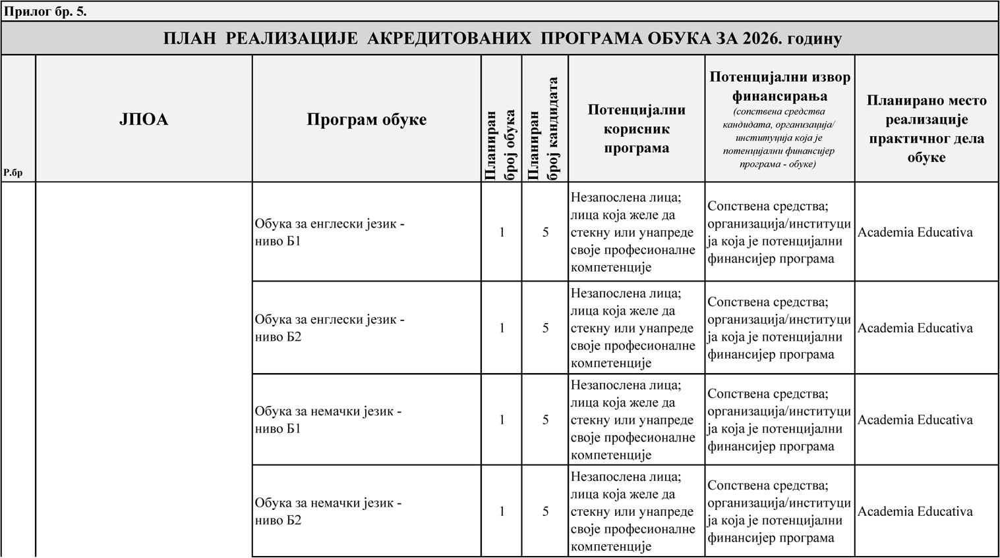 Прилог бр. 5.
ПЛАН РЕАЛИЗАЦИЈЕ АКРЕДИТОВАНИХ ПРОГРАМА ОБУКА ЗА 2026. годину
Р.бр
ЈПОА
Програм обуке
Планиран
број обука
Планиран
број кандидата
Потенцијални
корисник
програма
Потенцијални извор
финансирања
(сопствена средства
кандидата, организација/
институција која је
потенцијални финансијер
програма - обуке)
Планирано место
реализације
практичног дела
обуке
Обука за енглески језик -
ниво Б1
1
5
Незапослена лица;
лица која желе да
стекну или унапреде
своје професионалне
компетенције
Сопствена средства;
организација/институци
ја која је потенцијални
финансијер програма
Academia Educativa
Обука за енглески језик -
ниво Б2
1
5
Незапослена лица;
лица која желе да
стекну или унапреде
своје професионалне
компетенције
Сопствена средства;
организација/институци
ја која је потенцијални
финансијер програма
Academia Educativa
Обука за немачки језик -
ниво Б1
1
5
Незапослена лица;
лица која желе да
стекну или унапреде
своје професионалне
компетенције
Сопствена средства;
организација/институци
ја која је потенцијални
финансијер програма
Academia Educativa
Обука за немачки језик -
ниво Б2
1
5
Незапослена лица;
лица која желе да
стекну или унапреде
своје професионалне
компетенције
Сопствена средства;
организација/институци
ја која је потенцијални
финансијер програма
Academia Educativa